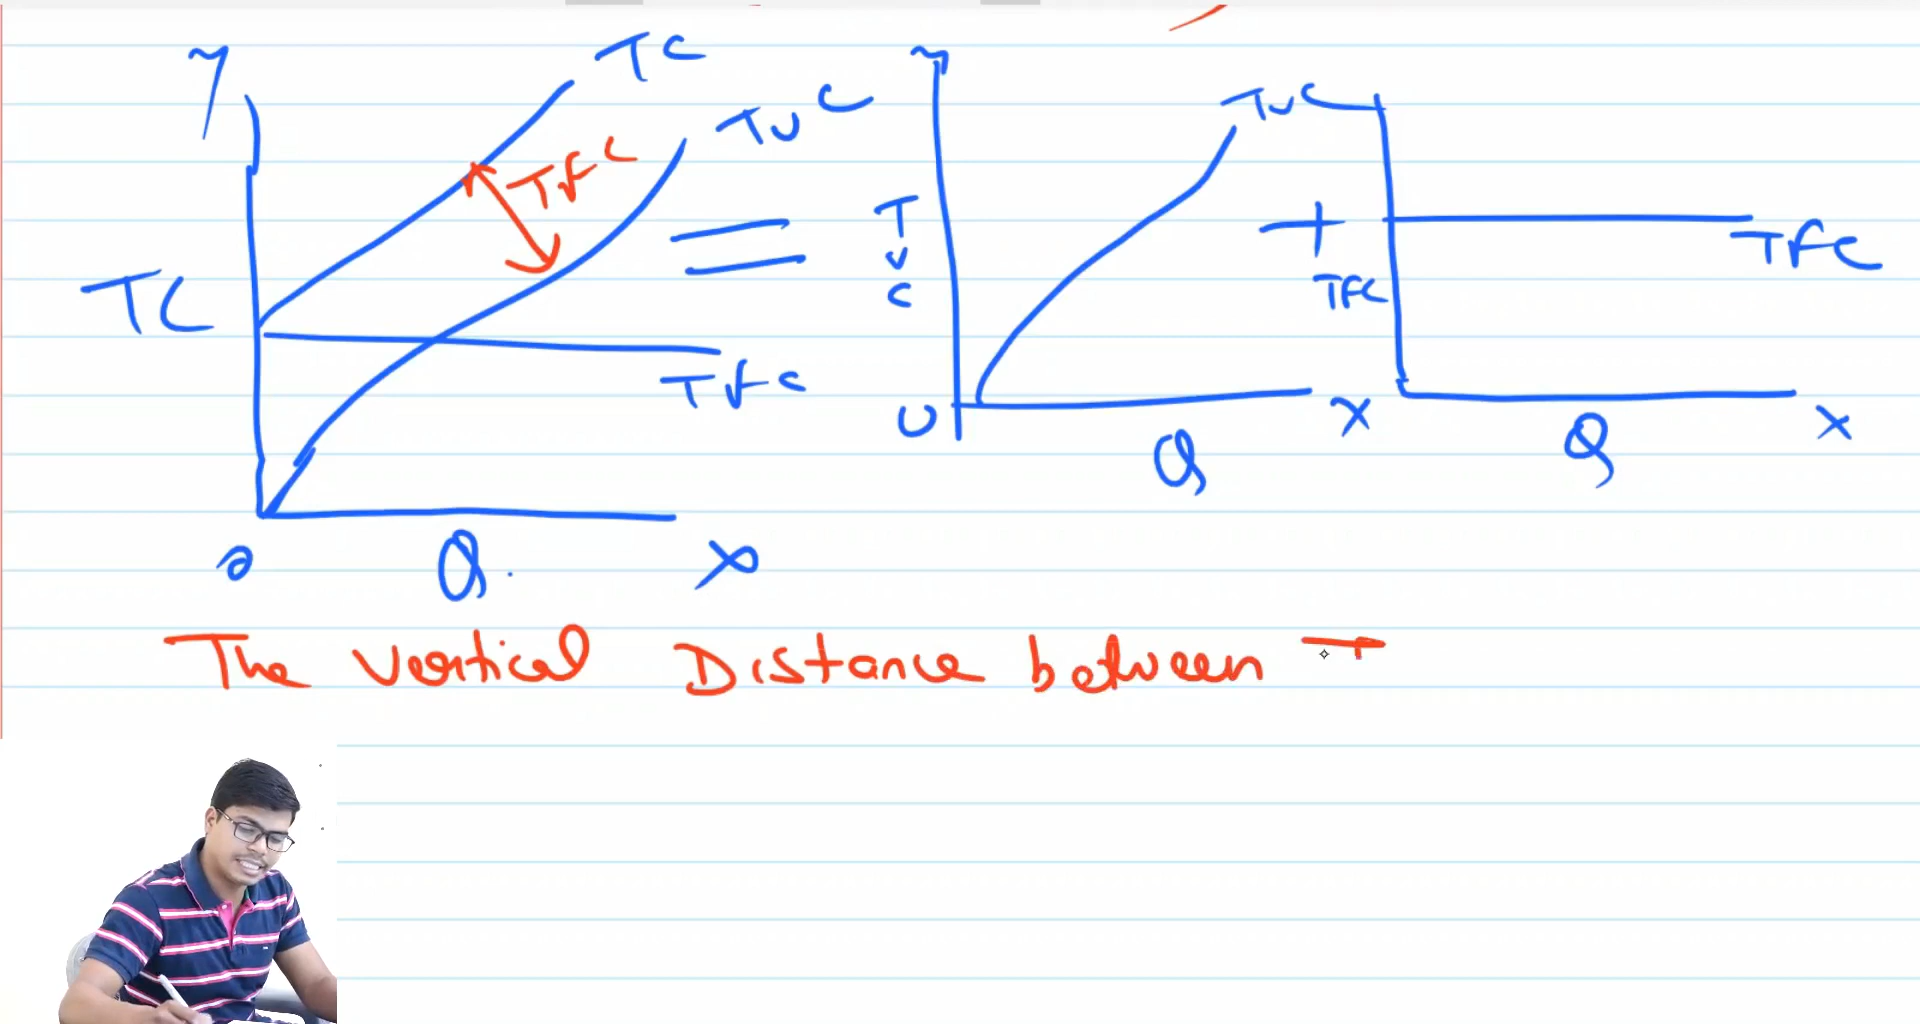 y TC
TVC
TFC
TC
TFC
o Q. x
=
y TVC
T
V
C
O Q x
+
TFC
TFC
Q x
The vertical Distance between T